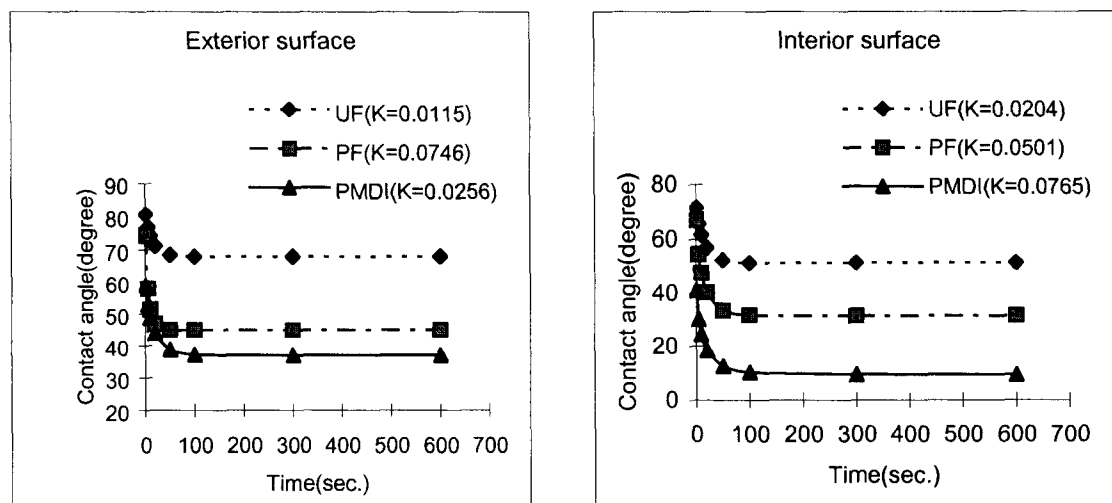 Exterior surface
UF(K=0.0115)
PF(K=0.0746)
PMDI(K=0.0256)
Contact angle(degree)
90
80
70
60
50
40
30
20
0 100 200 300 400 500 600 700
Time(sec.)
Interior surface
UF(K=0.0204)
PF(K=0.0501)
PMDI(K=0.0765)
Contact angle(degree)
80
60
40
20
0
0 100 200 300 400 500 600 700
Time(sec.)